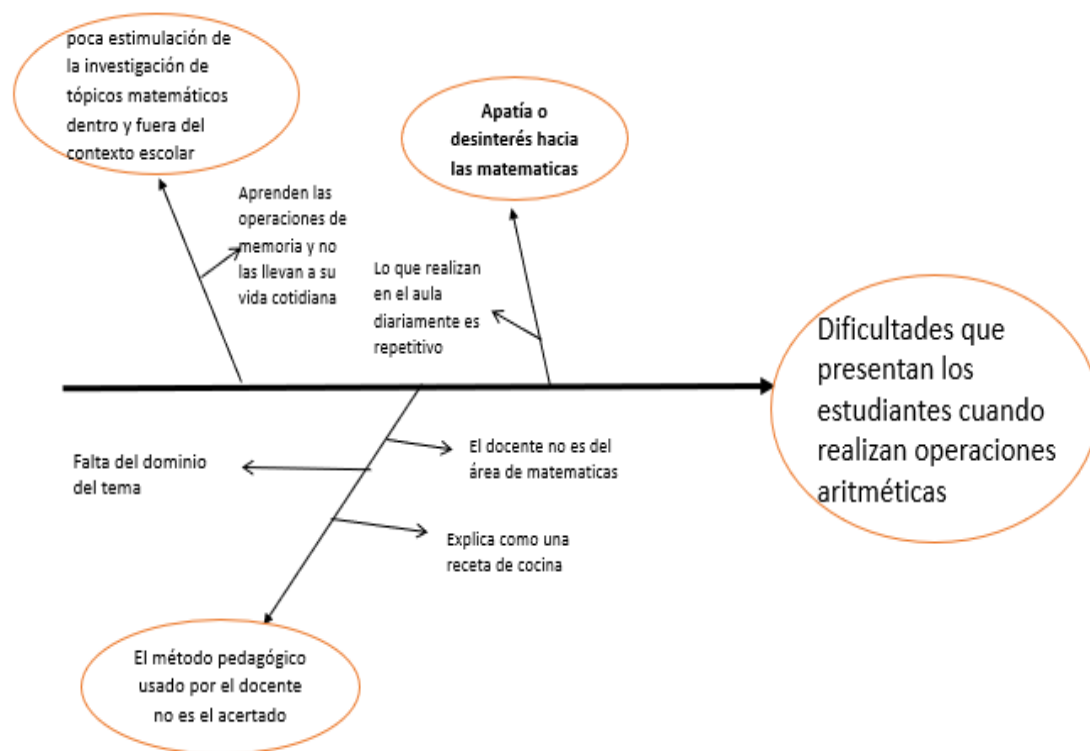 poca estimulación de
la investigación de
tópicos matemáticos
dentro y fuera del
contexto escolar
Apatía o
desinterés hacia
las matematicas
Aprenden las
operaciones de
memoria y no
las llevan a su
vida cotidiana
Lo que realizan
en el aula
diariamente es
repetitivo
Dificultades que
presentan los
estudiantes cuando
realizan operaciones
aritméticas
Falta del dominio
del tema
El docente no es del
área de matematicas
Explica como una
receta de cocina
El método pedagógico
usado por el docente
no es el acertado